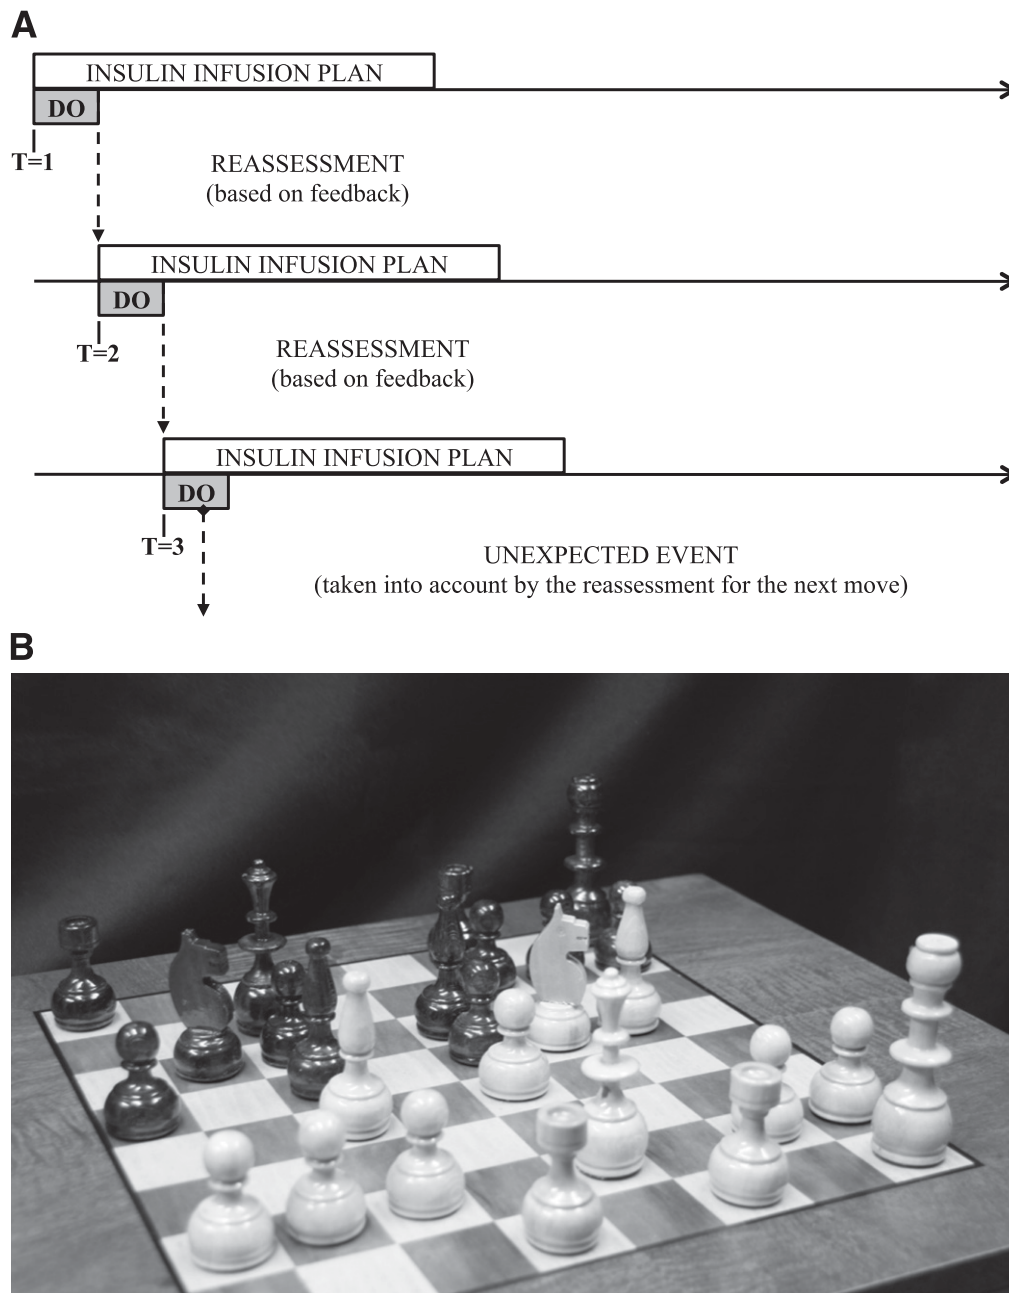 A
INSULIN INFUSION PLAN
DO
T=1
REASSESSMENT
(based on feedback)
INSULIN INFUSION PLAN
DO
T=2
REASSESSMENT
(based on feedback)
INSULIN INFUSION PLAN
DO
T=3
UNEXPECTED EVENT
(taken into account by the reassessment for the next move)
B